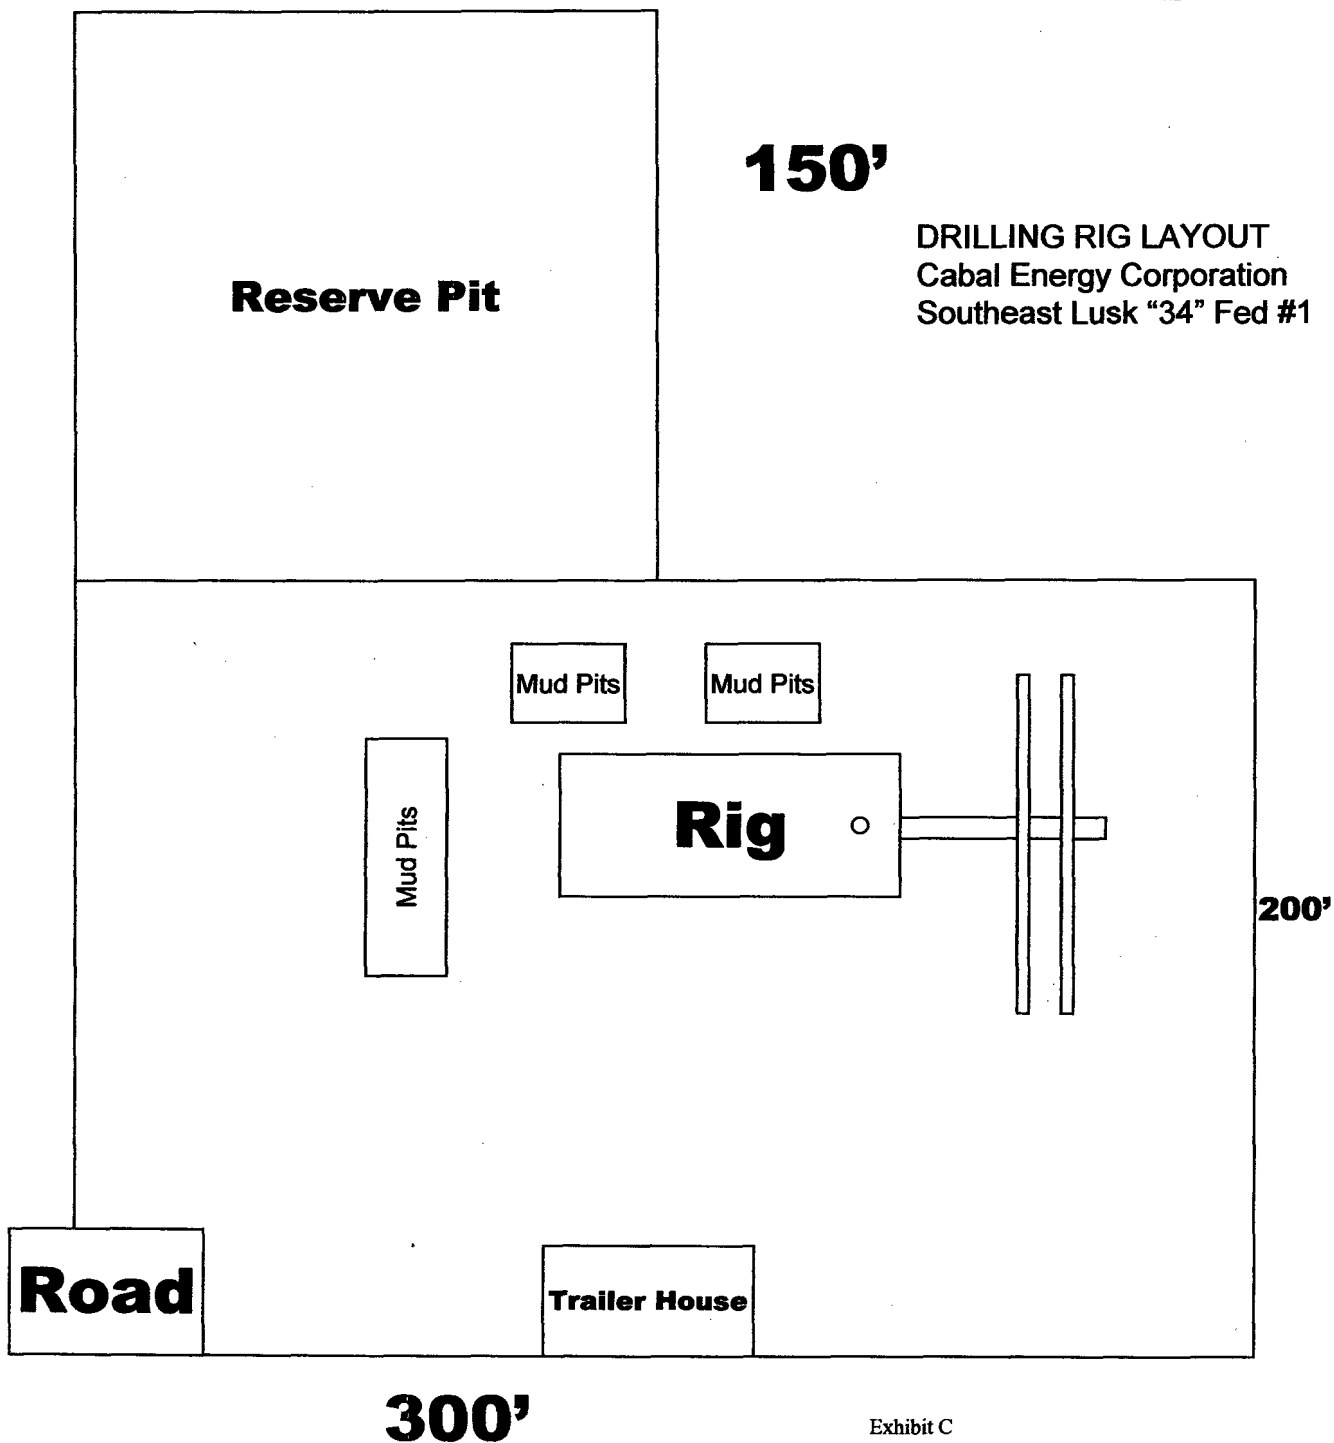 150’
DRILLING RIG LAYOUT
Cabal Energy Corporation
Southeast Lusk “34” Fed #1
Reserve Pit
Mud Pits
Mud Pits
Mud Pits
Rig
200’
Road
Trailer House
300’
Exhibit C